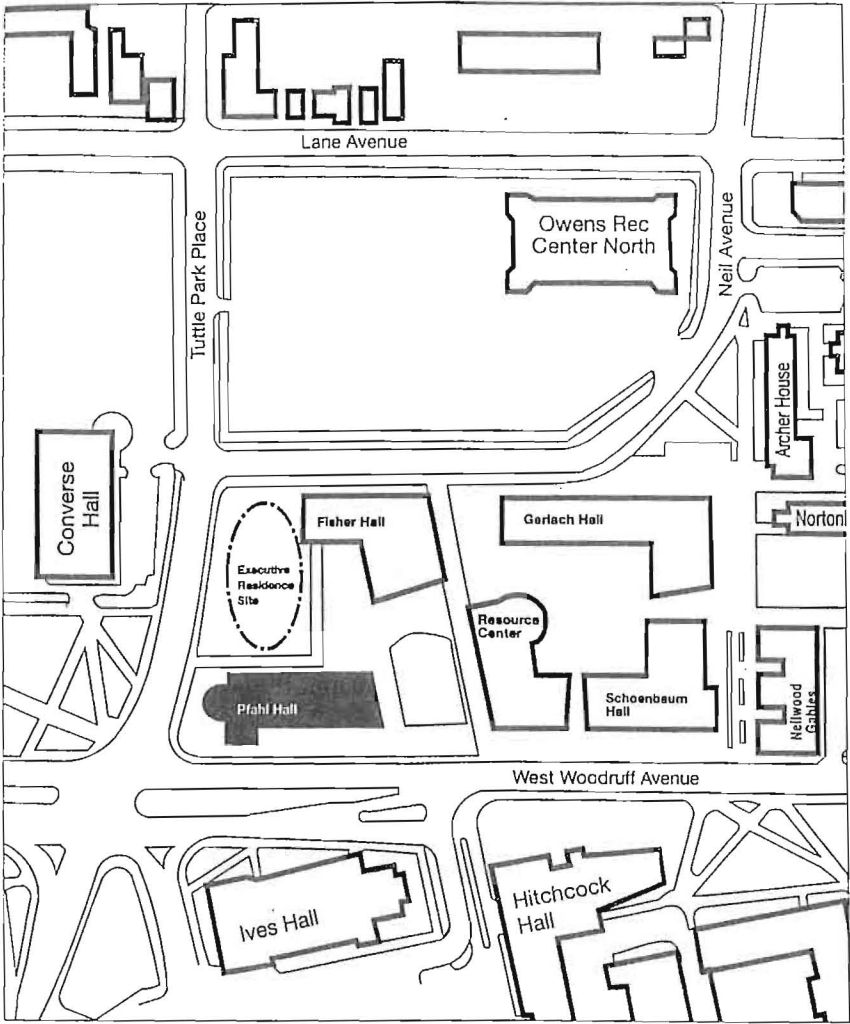 Lane Avenue
Tuttle Park Place
Owens Rec
Center North
Neil Avenue
Archer House
Converse
Hall
Fisher Hall
Gerlach Hall
Norton
Executive
Residence
Site
Resource
Center
Pfahl Hall
Schoenbaum
Hall
Neilwood
Gables
West Woodruff Avenue
Ives Hall
Hitchcock
Hall